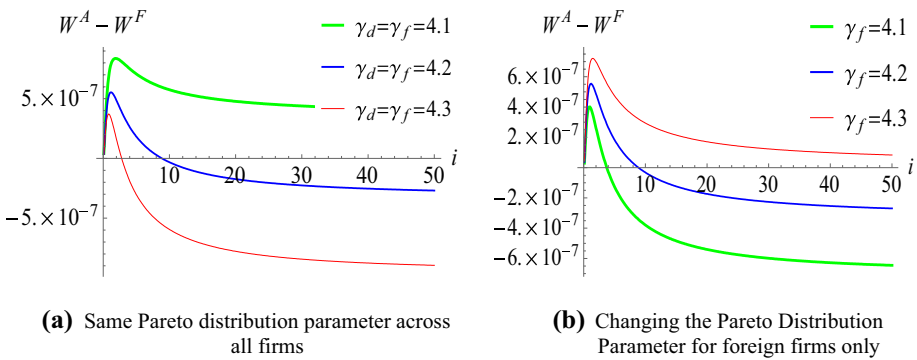 W^A − W^F
γ_d=γ_f=4.1
γ_d=γ_f=4.2
γ_d=γ_f=4.3
5.×10^-7
−5.×10^-7
10 20 30 40 50
i
(a) Same Pareto distribution parameter across
all firms
W^A − W^F
γ_f=4.1
γ_f=4.2
γ_f=4.3
6.×10^-7
4.×10^-7
2.×10^-7
−2.×10^-7
−4.×10^-7
−6.×10^-7
10 20 30 40 50
i
(b) Changing the Pareto Distribution
Parameter for foreign firms only